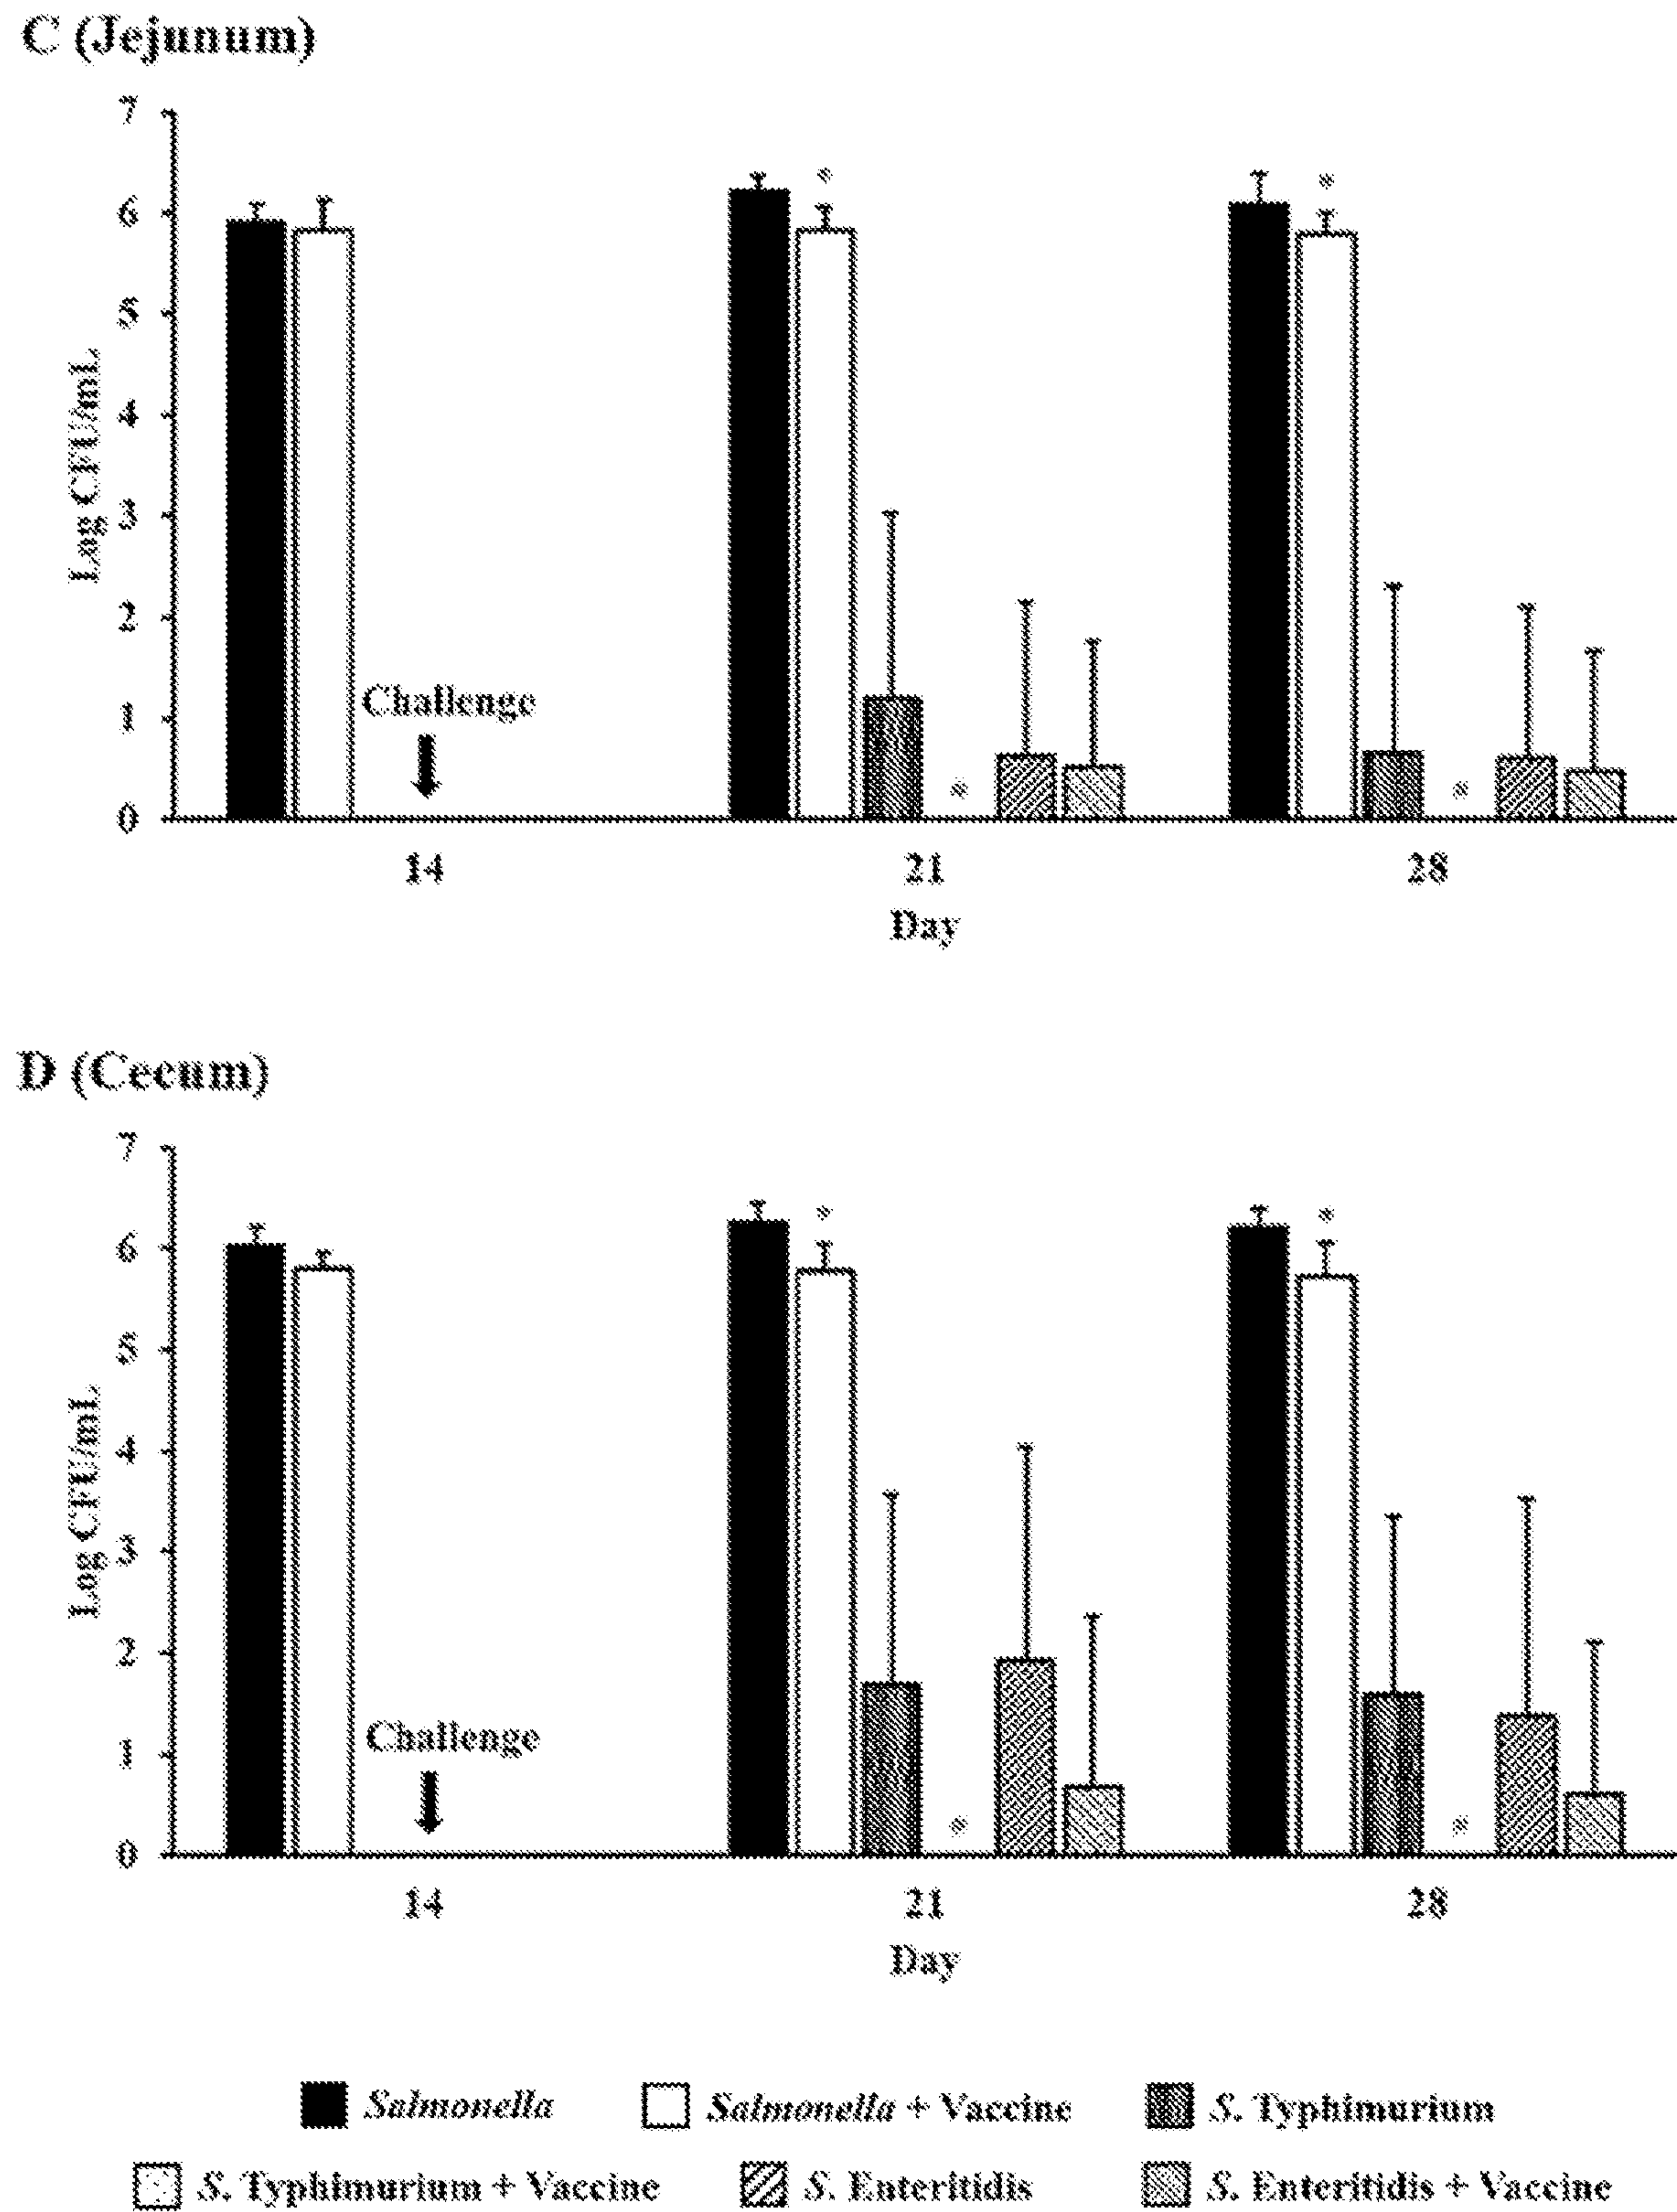 C (Jejunum)
7
6
5
4
3
2
1
0
Log CFU/mL
*
*
Challenge
*
*
14
21
28
Day
D (Cecum)
7
6
5
4
3
2
1
0
Log CFU/mL
*
*
Challenge
*
*
14
21
28
Day
Salmonella
Salmonella + Vaccine
S. Typhimurium
S. Typhimurium + Vaccine
S. Enteritidis
S. Enteritidis + Vaccine